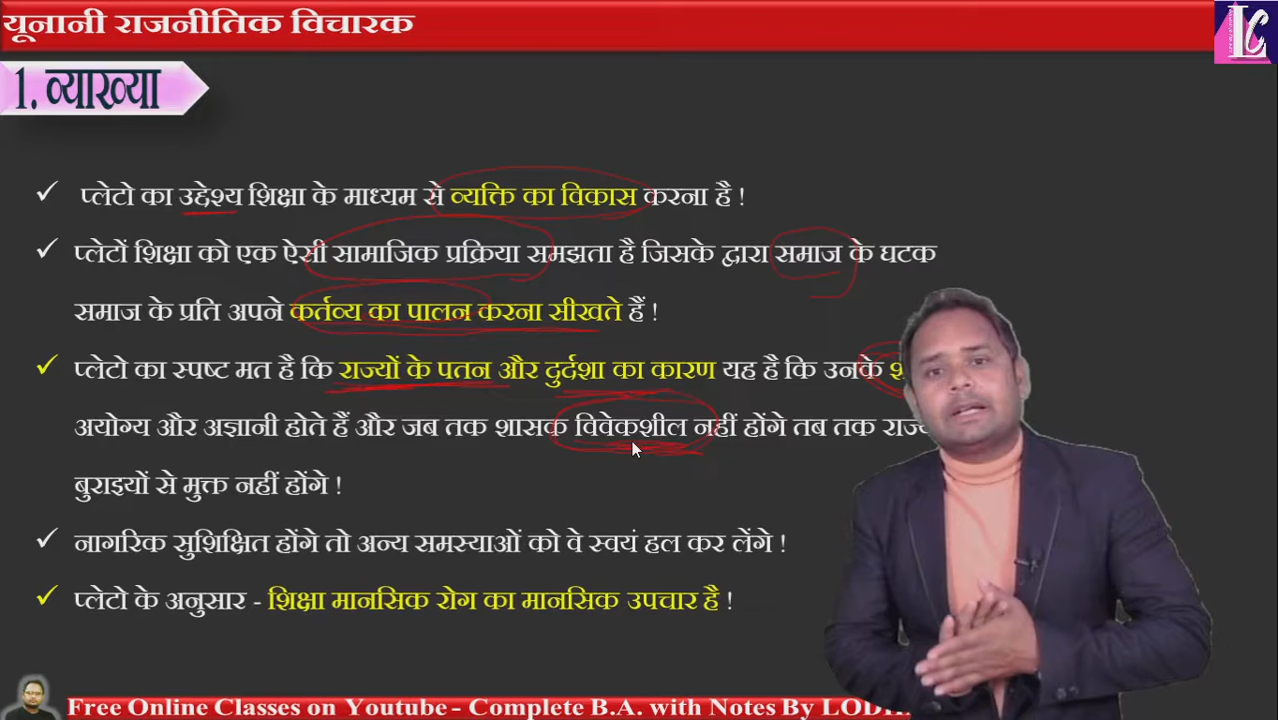 यूनानी राजनीतिक विचारक
LC
1. व्याख्या
प्लेटो का उद्देश्य शिक्षा के माध्यम से व्यक्ति का विकास करना है !
प्लेटों शिक्षा को एक ऐसी सामाजिक प्रक्रिया समझता है जिसके द्वारा समाज के घटक
समाज के प्रति अपने कर्तव्य का पालन करना सीखते हैं !
प्लेटो का स्पष्ट मत है कि राज्यों के पतन और दुर्दशा का कारण यह है कि उनके
अयोग्य और अज्ञानी होते हैं और जब तक शासक विवेकशील नहीं होंगे तब तक
बुराइयों से मुक्त नहीं होंगे !
नागरिक सुशिक्षित होंगे तो अन्य समस्याओं को वे स्वयं हल कर लेंगे !
प्लेटो के अनुसार - शिक्षा मानसिक रोग का मानसिक उपचार है !
Free Online Classes on Youtube - Complete B.A. with Notes By